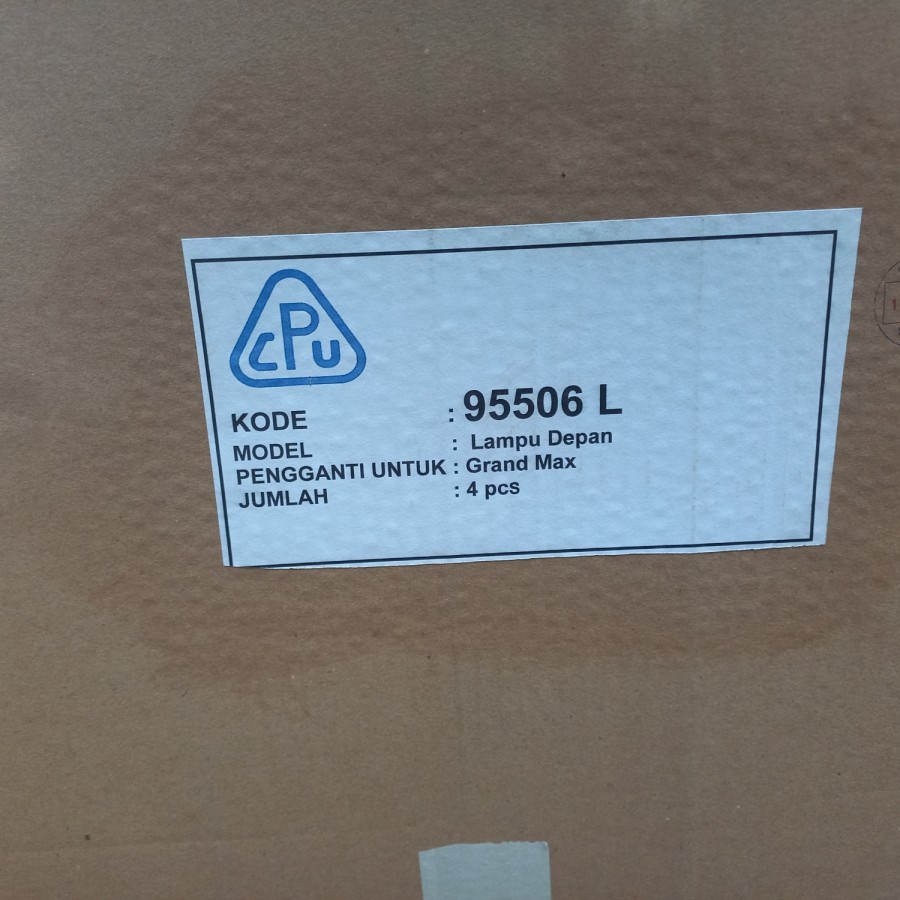 CPU
KODE : 95506 L
MODEL : Lampu Depan
PENGGANTI UNTUK : Grand Max
JUMLAH : 4 pcs